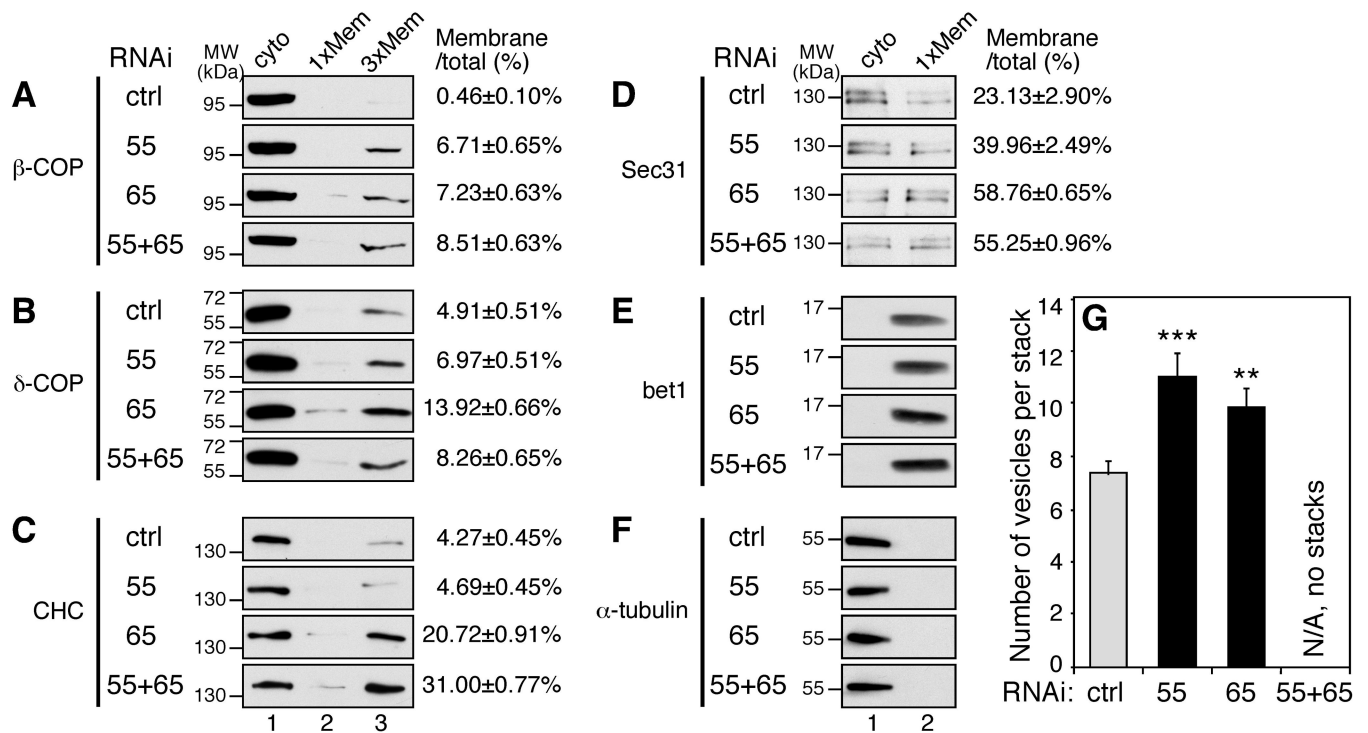 RNAi MW (kDa) cyto 1xMem 3xMem Membrane /total (%)
A
β-COP
ctrl 95 0.46±0.10%
55 95 6.71±0.65%
65 95 7.23±0.63%
55+65 95 8.51±0.63%
B
δ-COP
ctrl 72 55 4.91±0.51%
55 72 55 6.97±0.51%
65 72 55 13.92±0.66%
55+65 72 55 8.26±0.65%
C
CHC
ctrl 130 4.27±0.45%
55 130 4.69±0.45%
65 130 20.72±0.91%
55+65 130 31.00±0.77%
1 2 3
RNAi MW (kDa) cyto 1xMem Membrane /total (%)
D
Sec31
ctrl 130 23.13±2.90%
55 130 39.96±2.49%
65 130 58.76±0.65%
55+65 130 55.25±0.96%
E
bet1
ctrl 17
55 17
65 17
55+65 17
F
α-tubulin
ctrl 55
55 55
65 55
55+65 55
1 2
G
Number of vesicles per stack
14
12
10
8
6
4
2
0
***
**
N/A, no stacks
RNAi: ctrl 55 65 55+65